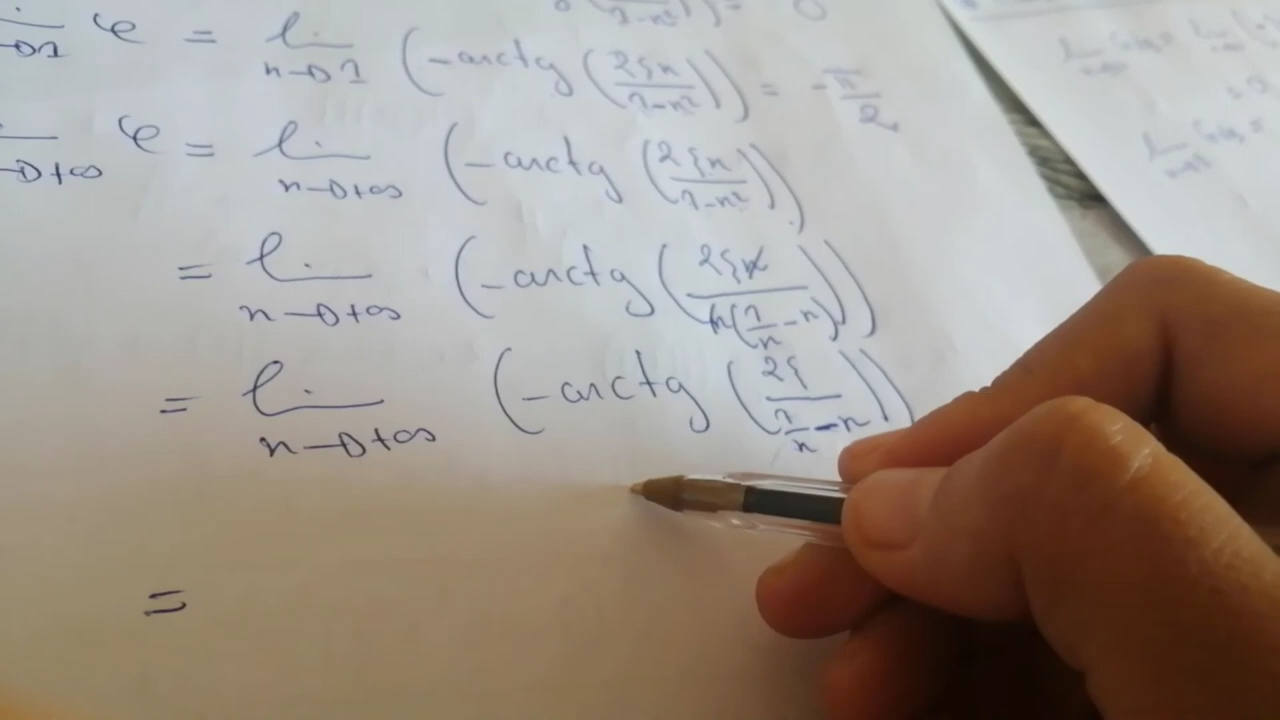 lim n→1 φ = lim n→1 (-arctg (2ξn/1-n²)) = -π/2
lim n→+∞ φ = lim n→+∞ (-arctg (2ξn/1-n²))
= lim n→+∞ (-arctg (2ξn/n(1/n-n)))
= lim n→+∞ (-arctg (2ξ/1/n-n))
=